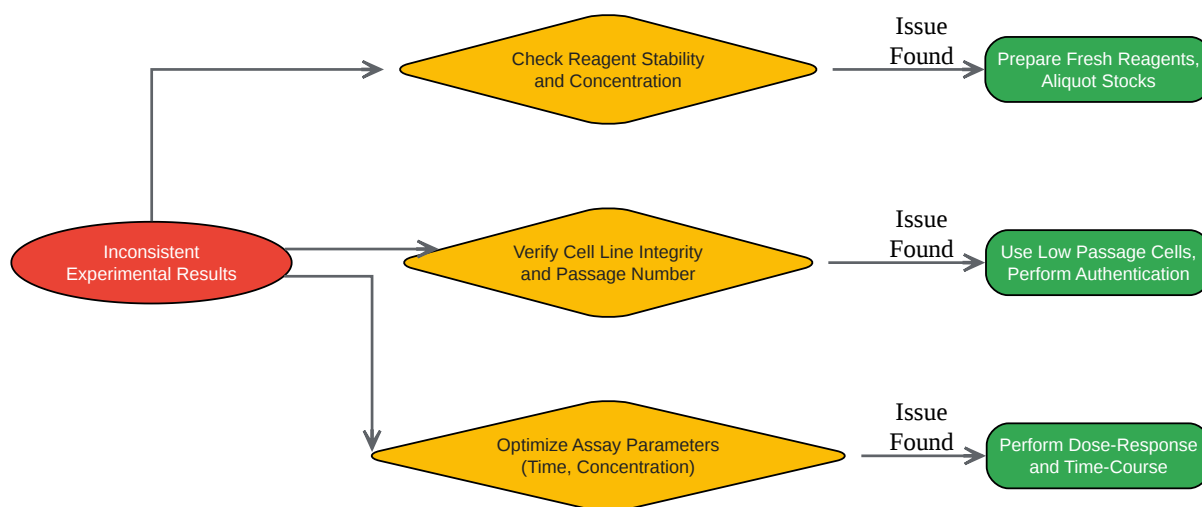 Check Reagent Stability
and Concentration
Issue
Found
Prepare Fresh Reagents,
Aliquot Stocks
Inconsistent
Experimental Results
Verify Cell Line Integrity
and Passage Number
Issue
Found
Use Low Passage Cells,
Perform Authentication
Optimize Assay Parameters
(Time, Concentration)
Issue
Found
Perform Dose-Response
and Time-Course